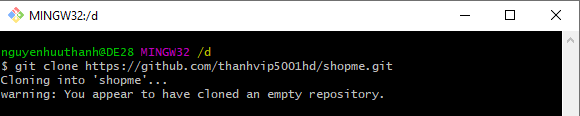 MINGW32:/d
nguyenhuuthanh@DE28 MINGW32 /d
$ git clone https://github.com/thanhvip5001hd/shopme.git
Cloning into 'shopme'...
warning: You appear to have cloned an empty repository.